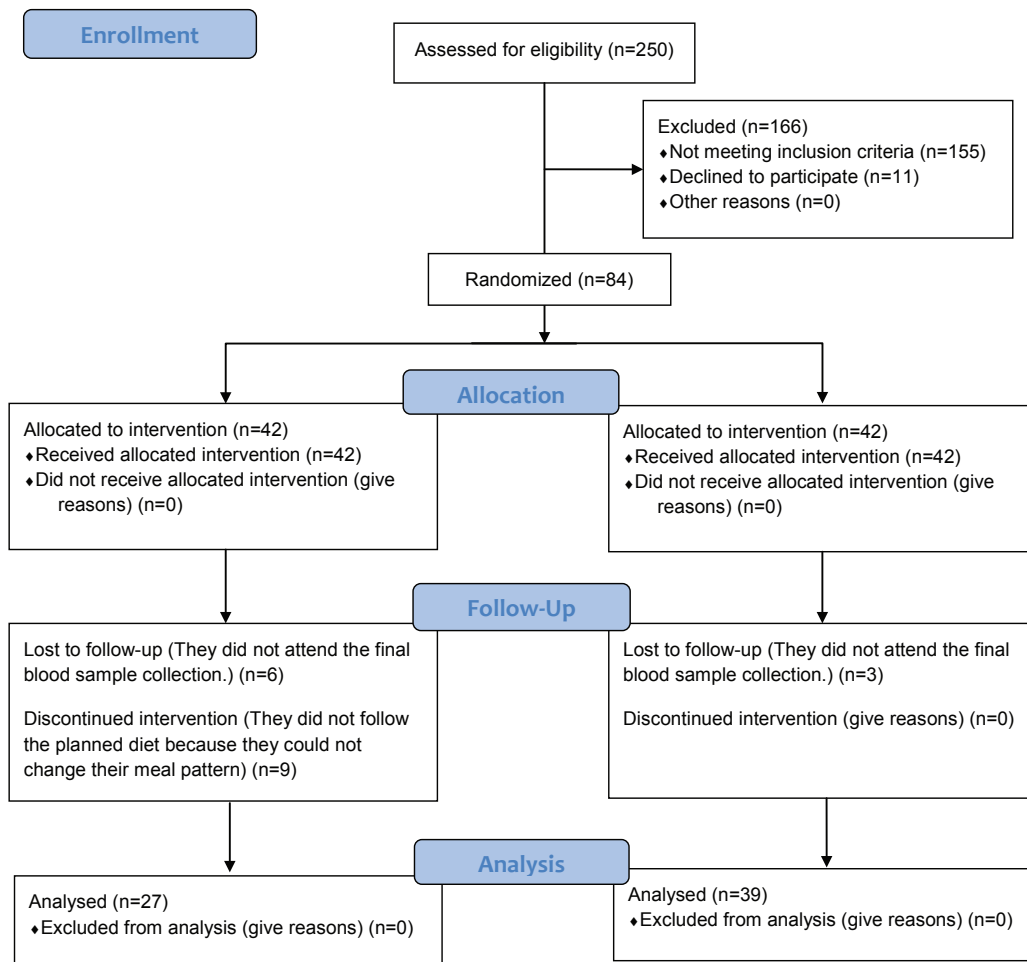 Enrollment
Assessed for eligibility (n=250)
Excluded (n=166)
♦Not meeting inclusion criteria (n=155)
♦Declined to participate (n=11)
♦Other reasons (n=0)
Randomized (n=84)
Allocation
Allocated to intervention (n=42)
♦Received allocated intervention (n=42)
♦Did not receive allocated intervention (give
reasons) (n=0)
Allocated to intervention (n=42)
♦Received allocated intervention (n=42)
♦Did not receive allocated intervention (give
reasons) (n=0)
Follow-Up
Lost to follow-up (They did not attend the final
blood sample collection.) (n=6)
Discontinued intervention (They did not follow
the planned diet because they could not
change their meal pattern) (n=9)
Lost to follow-up (They did not attend the final
blood sample collection.) (n=3)
Discontinued intervention (give reasons) (n=0)
Analysis
Analysed (n=27)
♦Excluded from analysis (give reasons) (n=0)
Analysed (n=39)
♦Excluded from analysis (give reasons) (n=0)